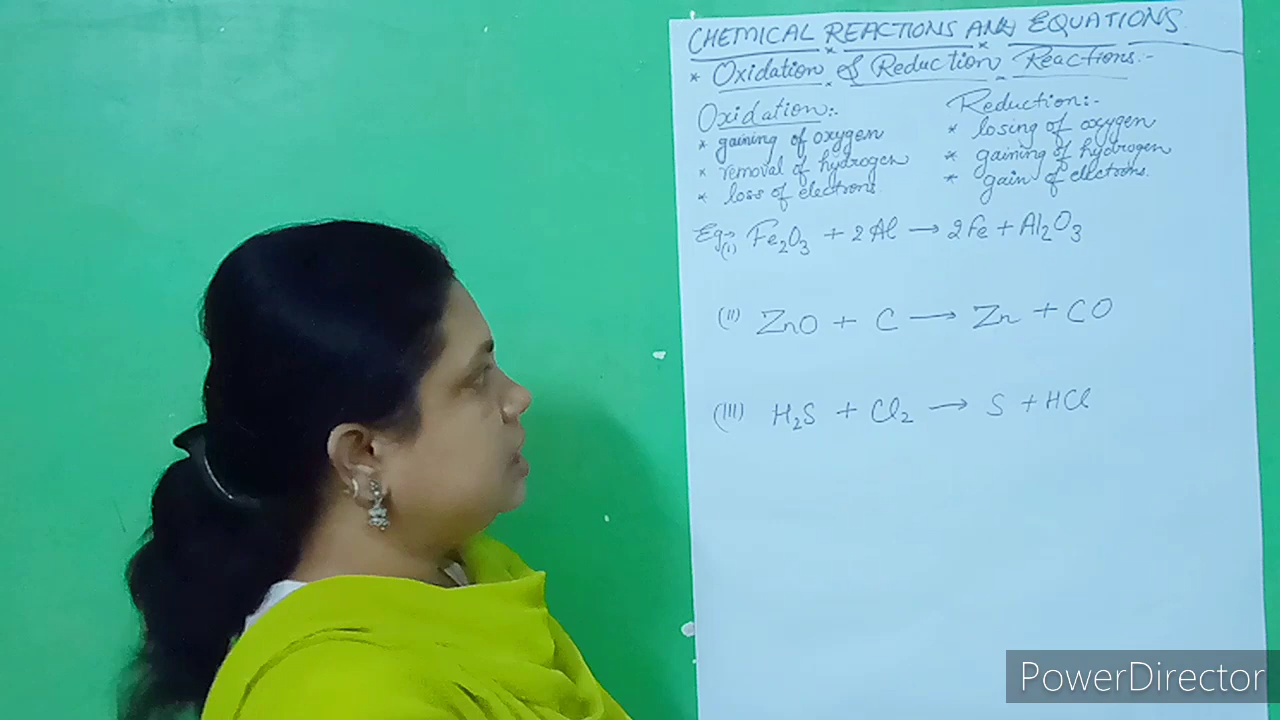 CHEMICAL REACTIONS AND EQUATIONS
* Oxidation & Reduction Reactions:-
Oxidation:-
* gaining of oxygen
* removal of hydrogen
* loss of electrons.
Reduction:-
* losing of oxygen
* gaining of hydrogen
* gain of electrons.
Eg→ (i) Fe₂O₃ + 2Al → 2Fe + Al₂O₃
(II) ZnO + C → Zn + CO
(III) H₂S + Cl₂ → S + HCl
PowerDirector